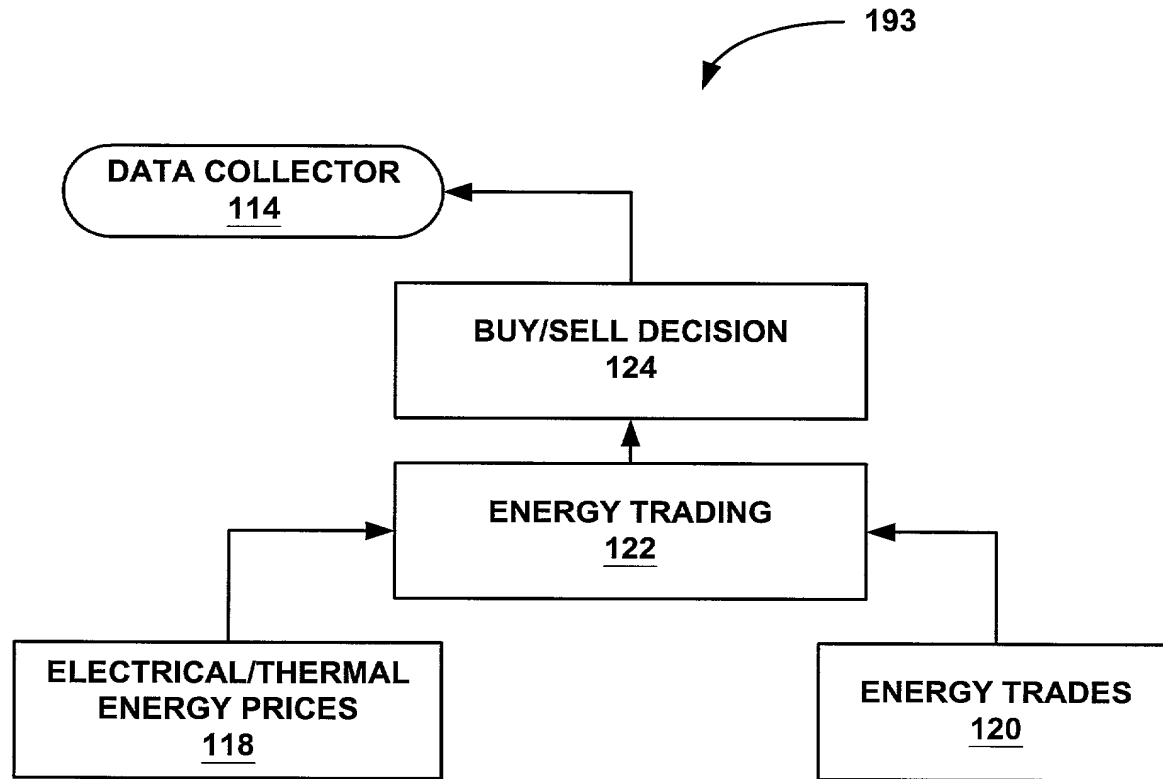 193
DATA COLLECTOR
114
BUY/SELL DECISION
124
ENERGY TRADING
122
ELECTRICAL/THERMAL
ENERGY PRICES
118
ENERGY TRADES
120